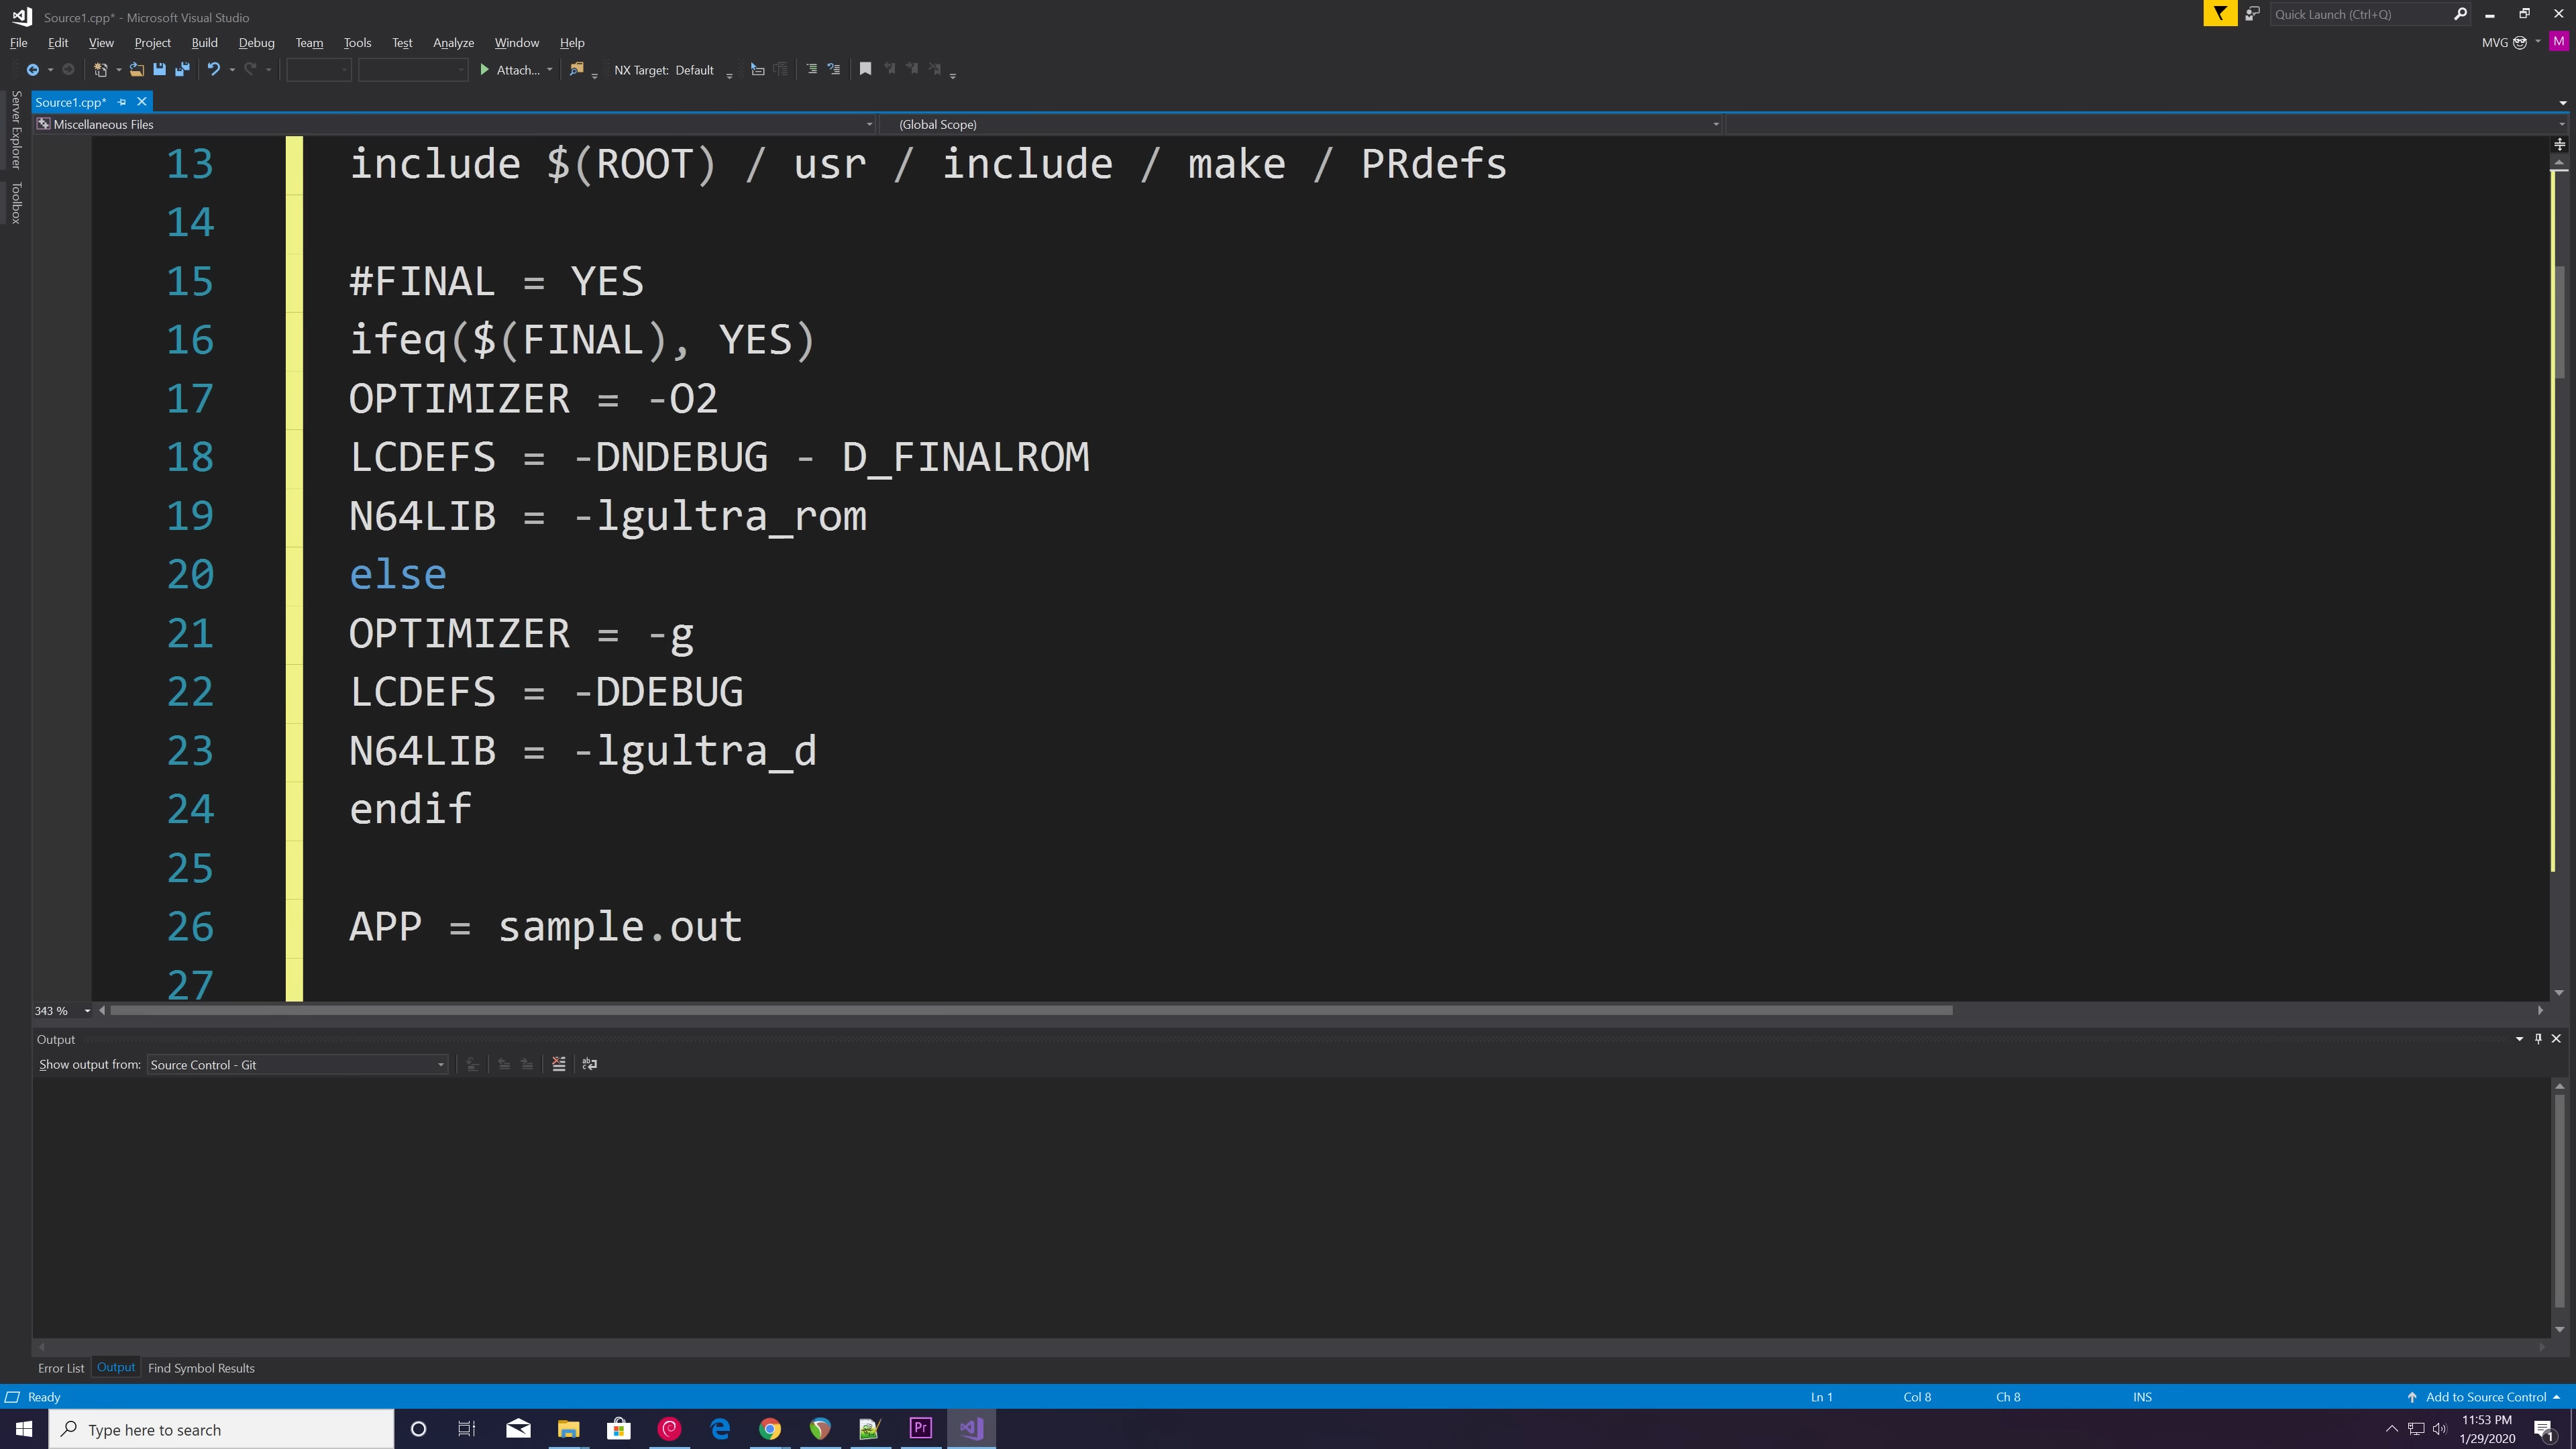 Source1.cpp* - Microsoft Visual Studio
Quick Launch (Ctrl+Q)
File Edit View Project Build Debug Team Tools Test Analyze Window Help
MVG
M
Attach...
NX Target: Default
Server Explorer
Toolbox
Source1.cpp*
Miscellaneous Files
(Global Scope)
13 include $(ROOT) / usr / include / make / PRdefs
14
15 #FINAL = YES
16 ifeq($(FINAL), YES)
17 OPTIMIZER = -O2
18 LCDEFS = -DNDEBUG - D_FINALROM
19 N64LIB = -lgultra_rom
20 else
21 OPTIMIZER = -g
22 LCDEFS = -DDEBUG
23 N64LIB = -lgultra_d
24 endif
25
26 APP = sample.out
27
343 %
Output
Show output from: Source Control - Git
Error List Output Find Symbol Results
Ready
Ln 1 Col 8 Ch 8 INS
Add to Source Control
Type here to search
Pr
11:53 PM
1/29/2020
1